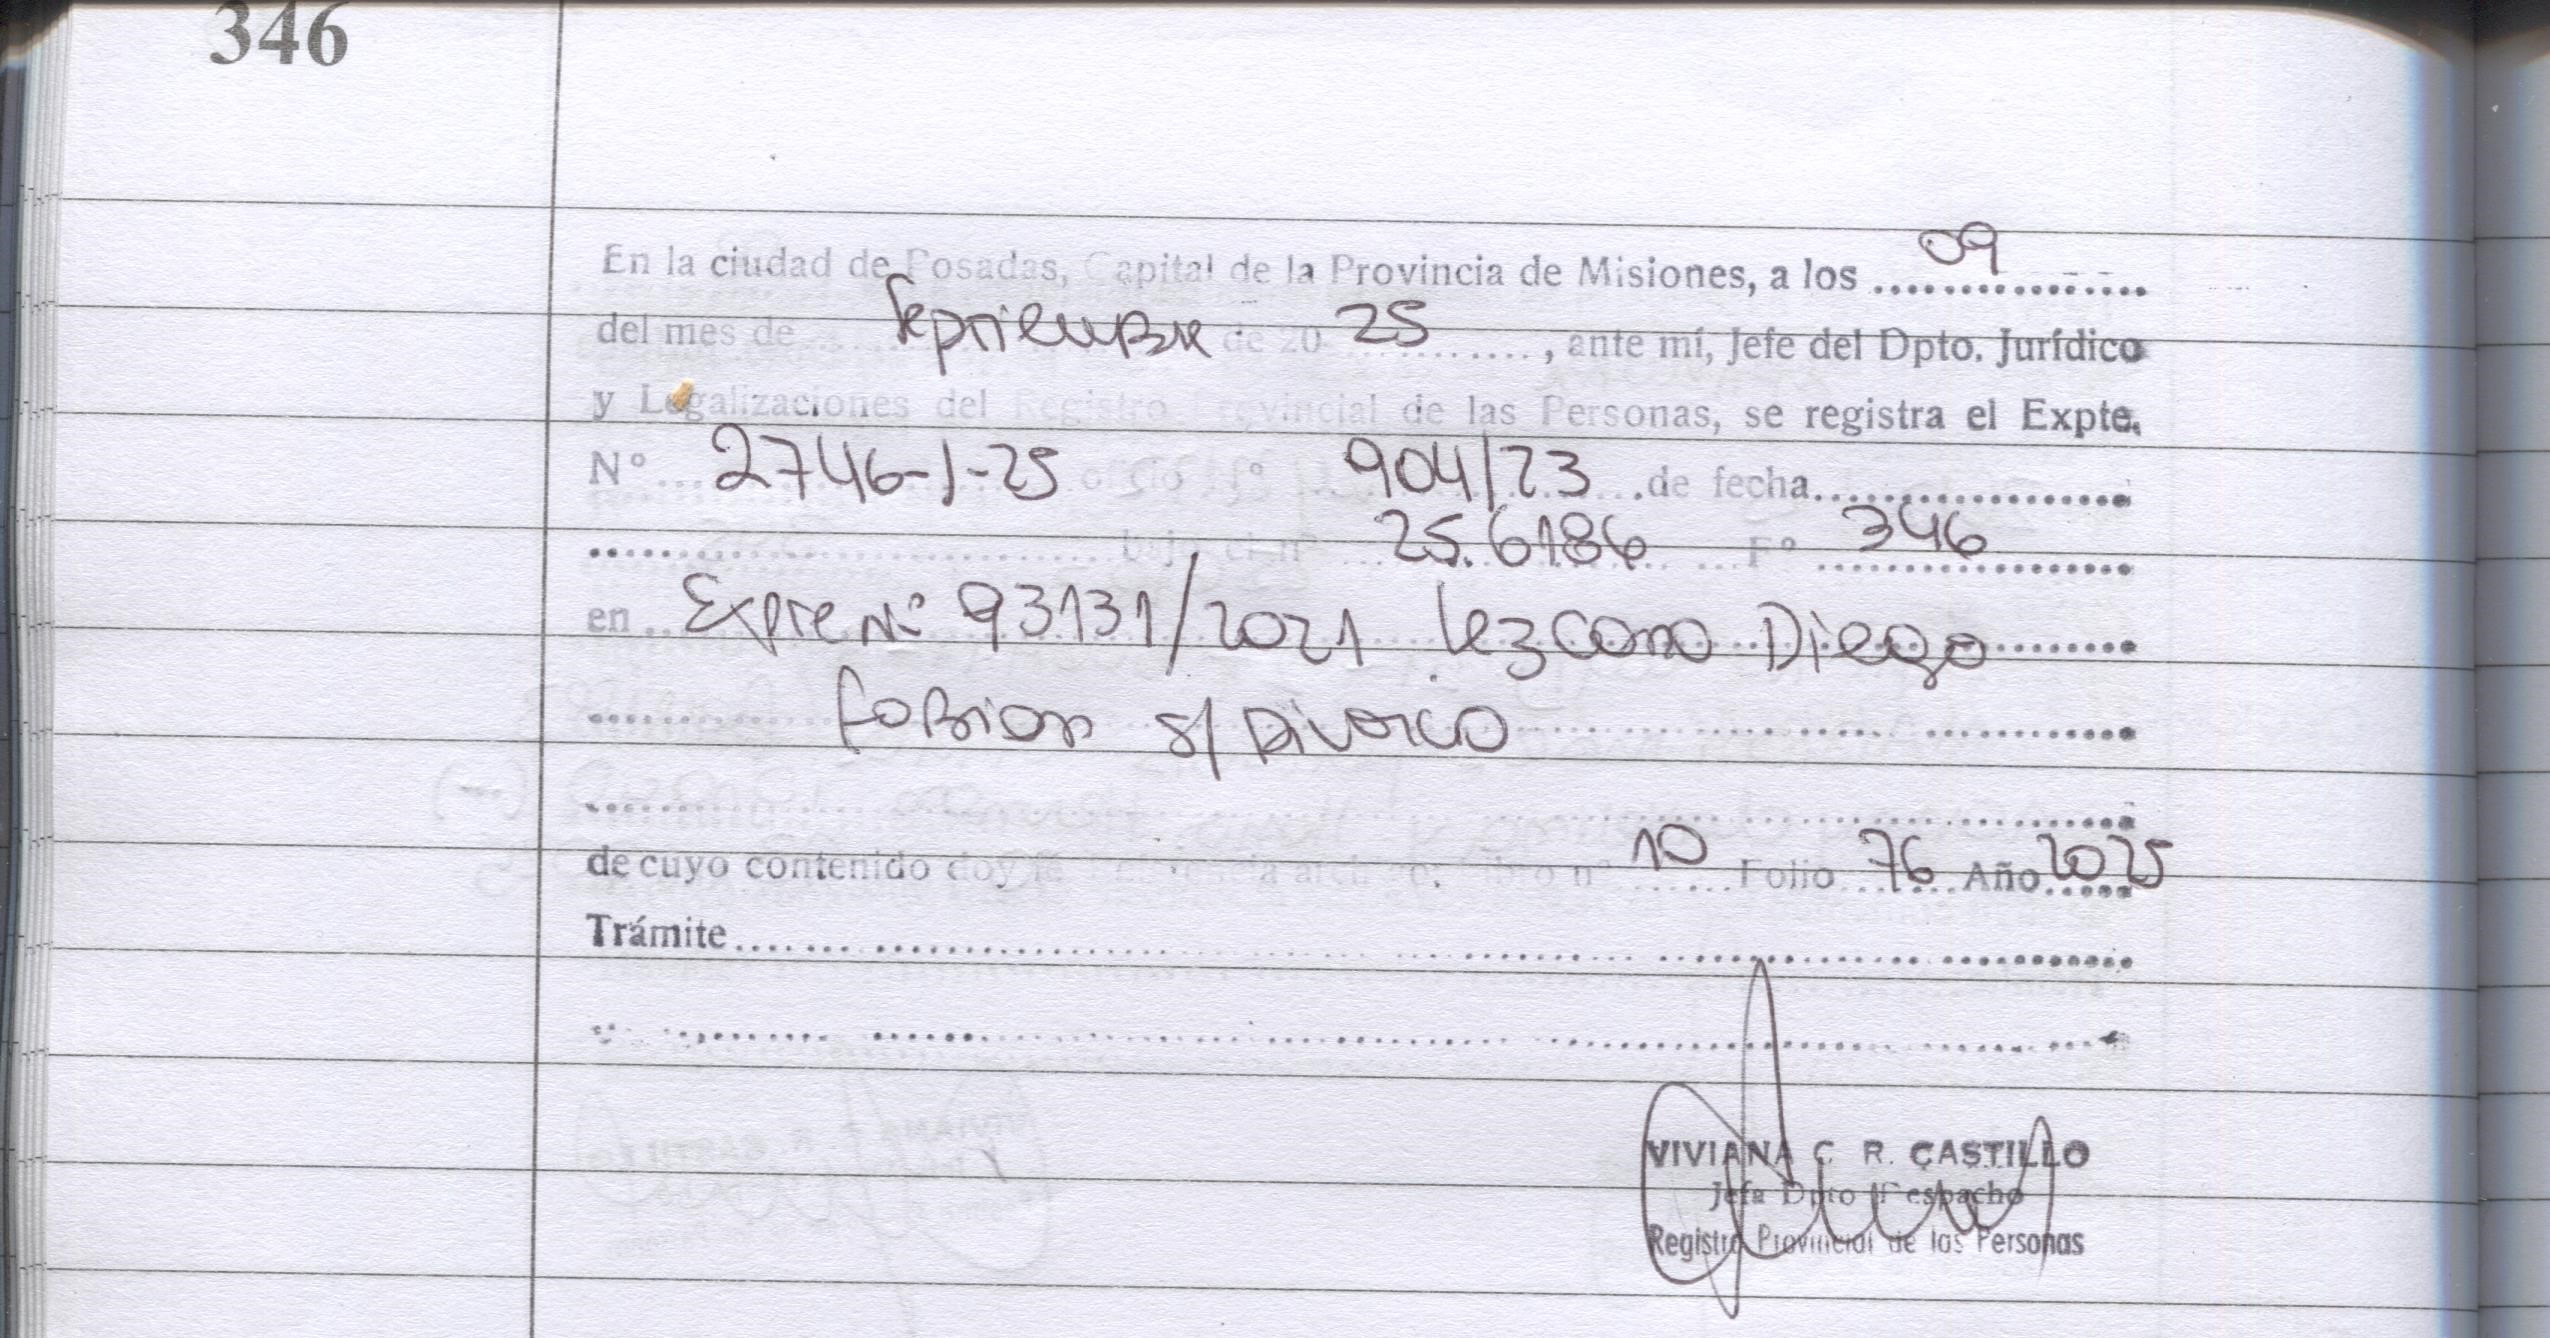 346
En la ciudad de Posadas, Capital de la Provincia de Misiones, a los 09
del mes de Septiembre de 20 25, ante mí, Jefe del Dpto. Jurídico
y Legalizaciones del Registro Provincial de las Personas, se registra el Expte.
N° 2746-J-25 oficio N° 904/23 de fecha
bajo el n° 25.6186 F° 346
en Expte N° 93131/2021 Lezcano Diego
Fabian s/ Divorcio
de cuyo contenido doy fe libro n° 10 Folio 76 Año 2025
Trámite
VIVIANA C. R. CASTILLO
Jefa Dpto Despacho
Registro Provincial de las Personas